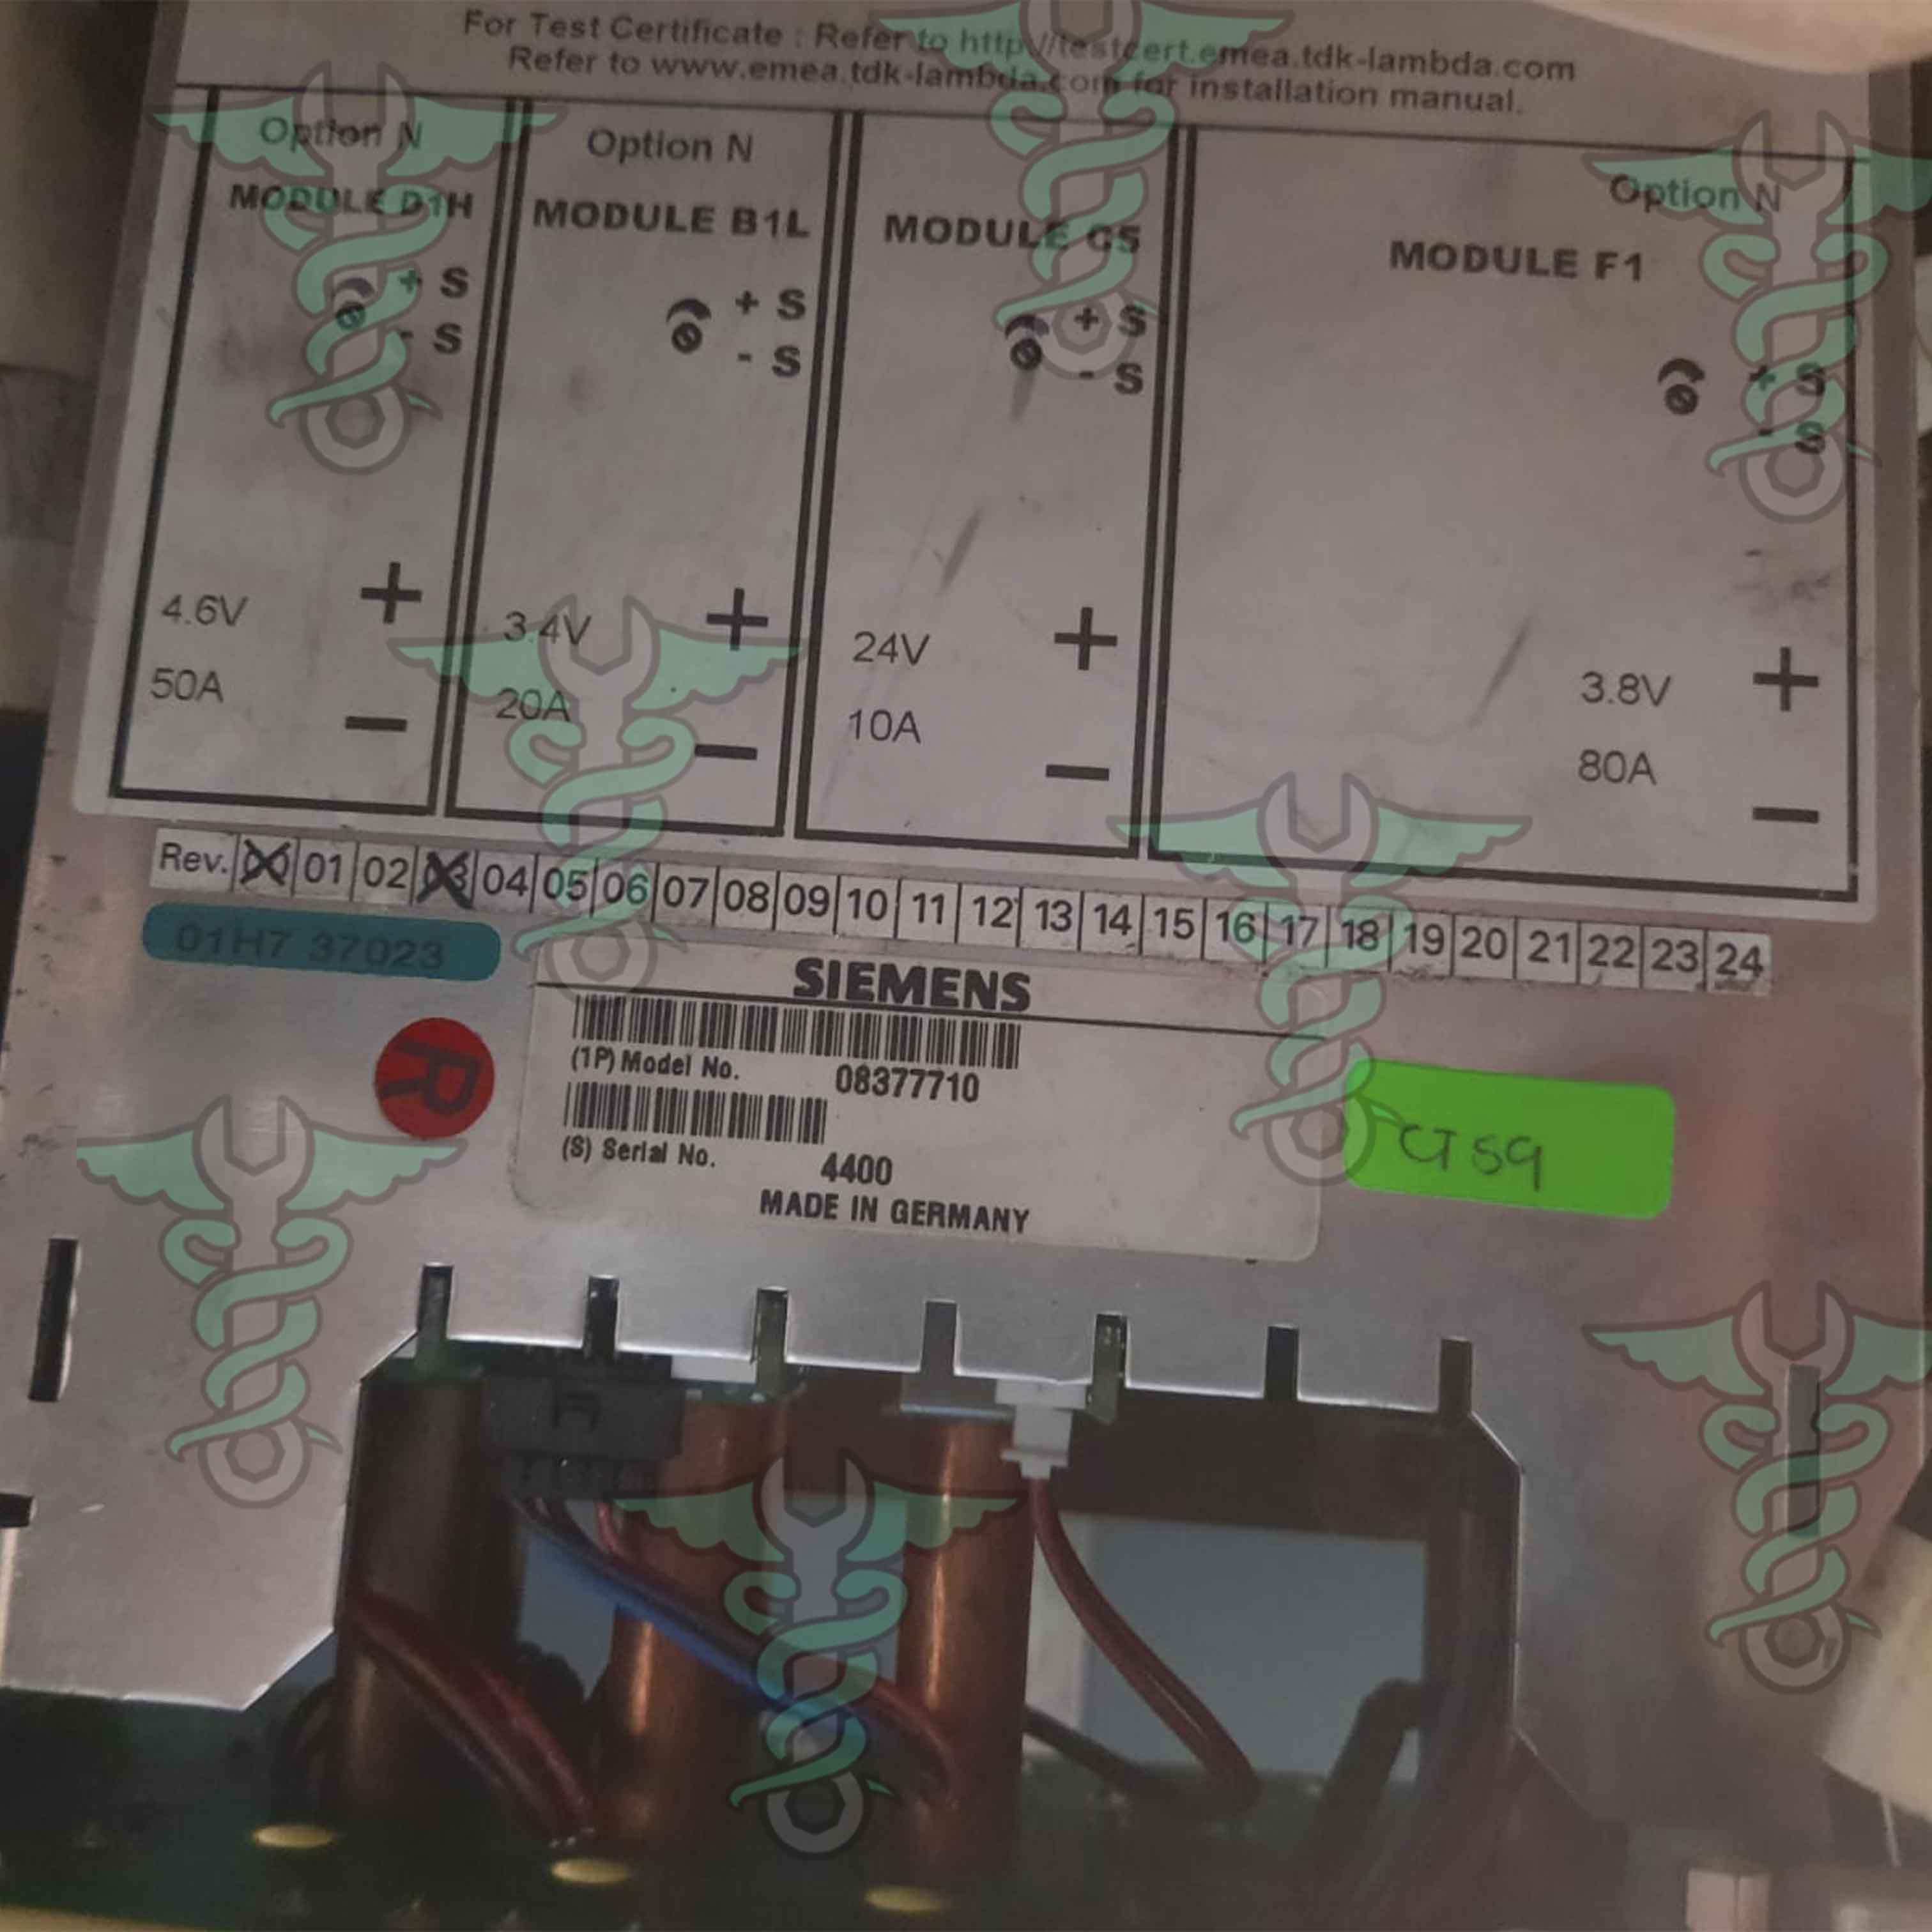 For Test Certificate : Refer to http://testcert.emea.tdk-lambda.com
Refer to www.emea.tdk-lambda.com for installation manual.
Option N
MODULE D1H
+ S
- S
4.6V
+
50A
-
Option N
MODULE B1L
+ S
- S
3.4V
+
20A
-
MODULE G5
+ S
- S
24V
+
10A
-
Option N
MODULE F1
+ S
- S
3.8V
+
80A
-
Rev. 00 01 02 03 04 05 06 07 08 09 10 11 12 13 14 15 16 17 18 19 20 21 22 23 24
01H7 37023
R
SIEMENS
(1P) Model No. 08377710
(S) Serial No. 4400
MADE IN GERMANY
CT 59